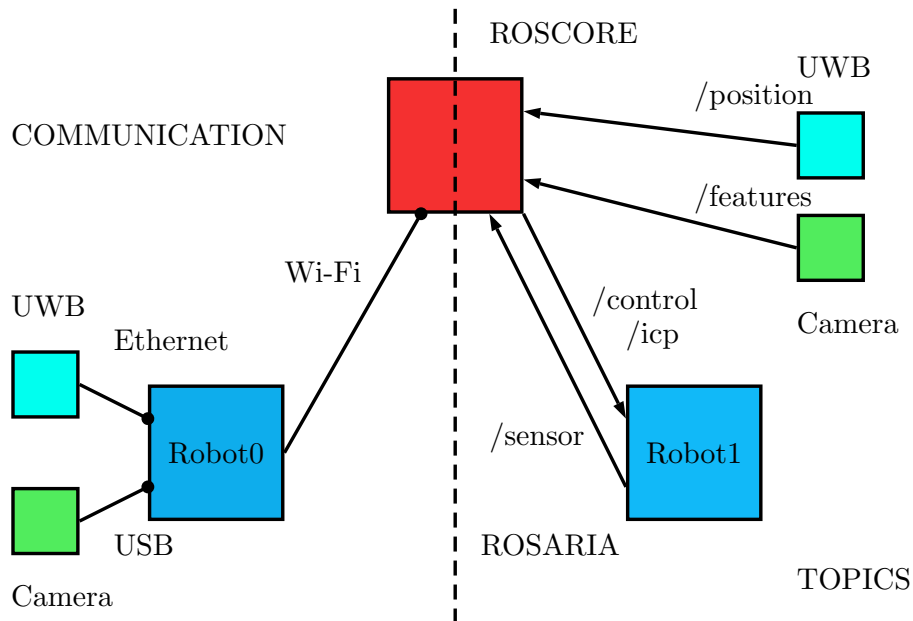 ROSCORE
UWB
/position
COMMUNICATION
/features
Wi-Fi
/control
/icp
UWB
Camera
Ethernet
Robot0
/sensor
Robot1
USB
ROSARIA
Camera
TOPICS